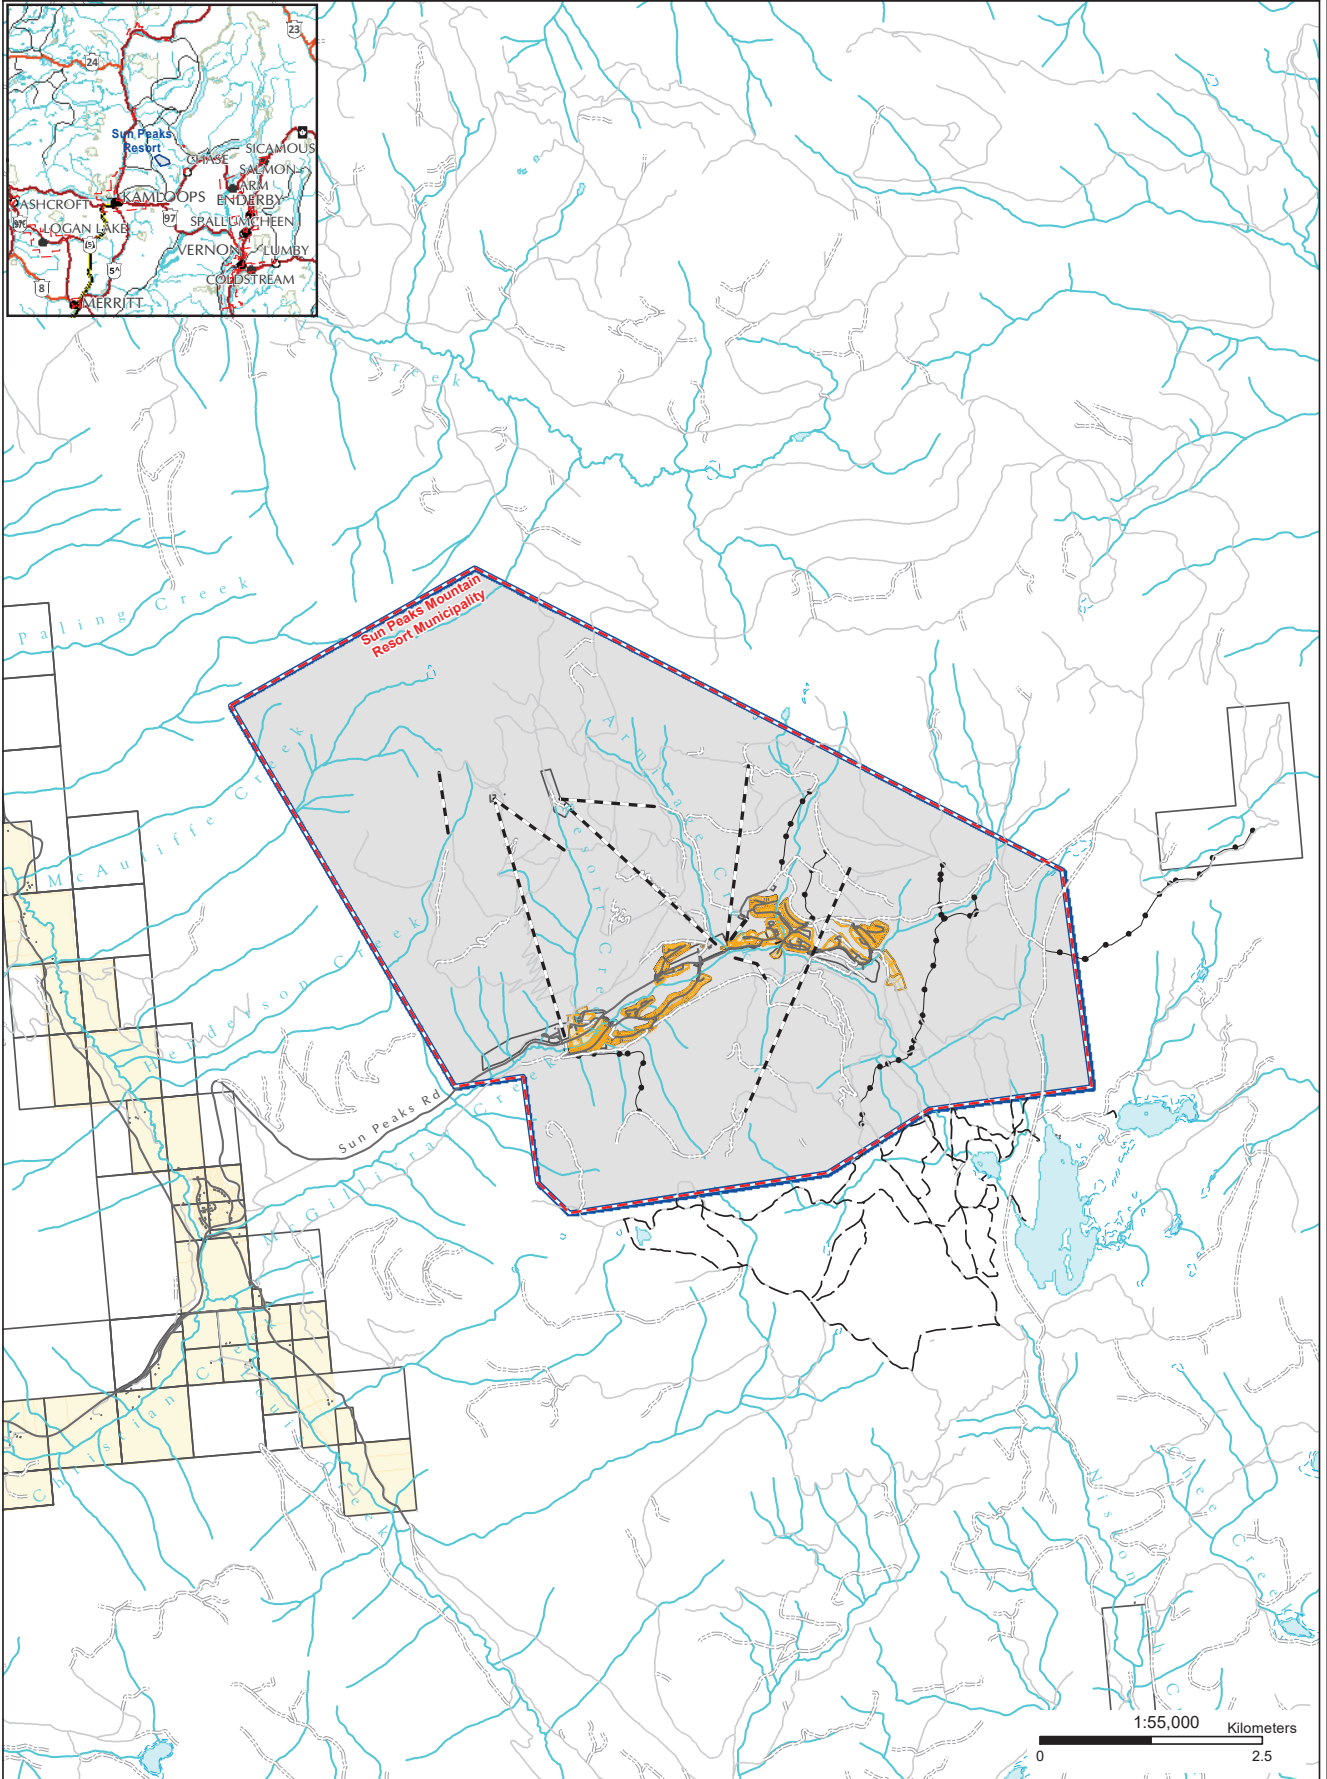 23
24
Sun Peaks
Resort
SICAMOUS
CHASE
SALMON
ARM
KAMLOOPS
ENDERBY
ASHCROFT
97
SPALLUMCHEEN
LOGAN LAKE
5
VERNON
LUMBY
5A
COLDSTREAM
8
MERRITT
Creek
Paling Creek
Sun Peaks Mountain
Resort Municipality
McAuliffe Creek
Henderson Creek
Sun Peaks Rd
McGillivray Creek
Christian Creek
1:55,000
Kilometers
0
2.5